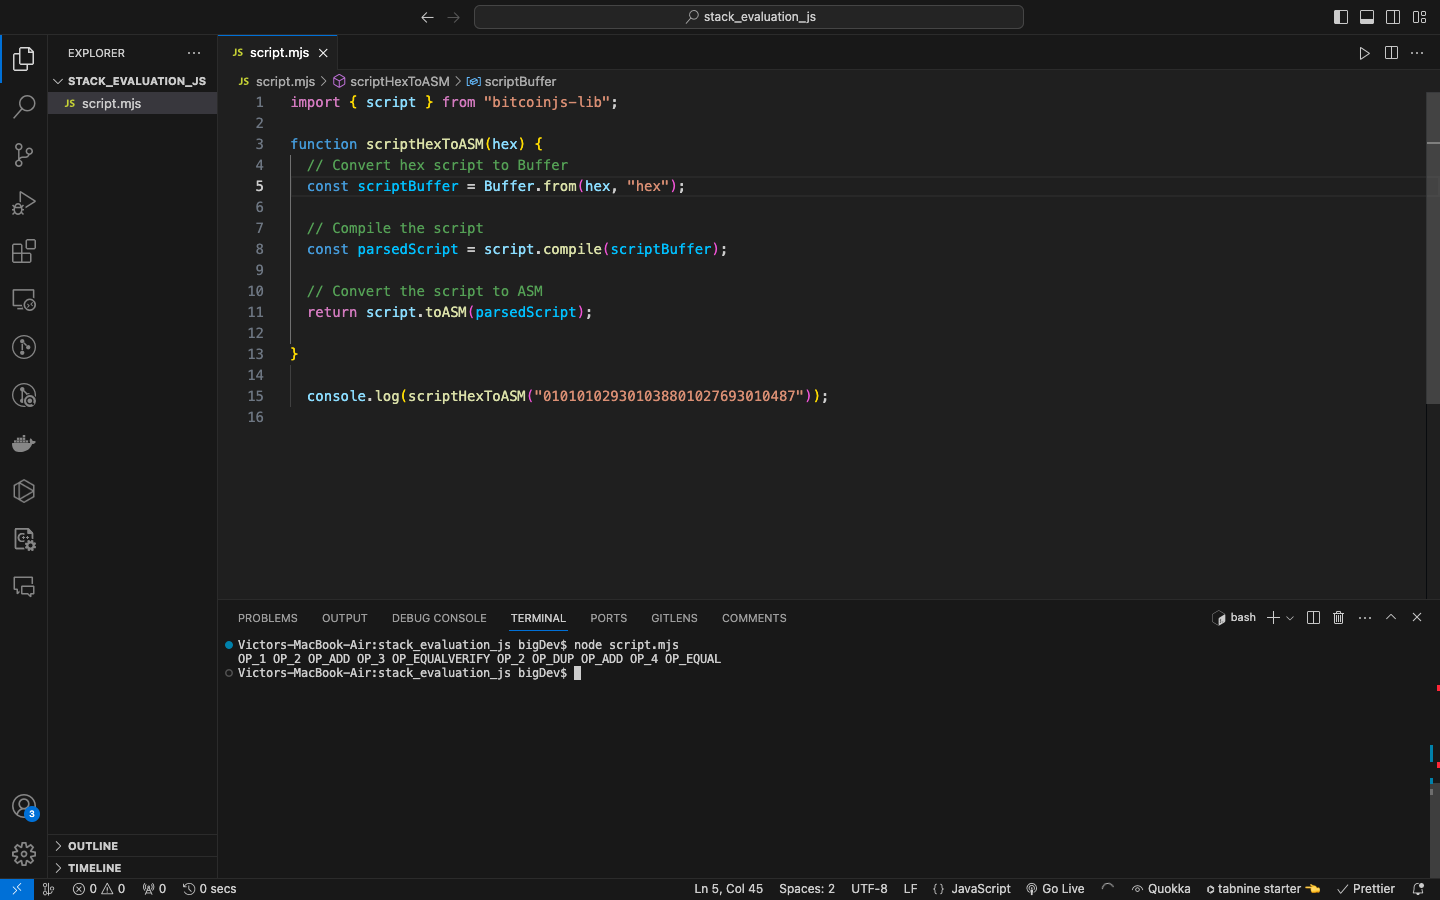 stack_evaluation_js
EXPLORER
STACK_EVALUATION_JS
JS script.mjs
JS script.mjs
JS script.mjs > scriptHexToASM > scriptBuffer
1 import { script } from "bitcoinjs-lib";
2
3 function scriptHexToASM(hex) {
4 // Convert hex script to Buffer
5 const scriptBuffer = Buffer.from(hex, "hex");
6
7 // Compile the script
8 const parsedScript = script.compile(scriptBuffer);
9
10 // Convert the script to ASM
11 return script.toASM(parsedScript);
12
13 }
14
15 console.log(scriptHexToASM("010101029301038801027693010487"));
16
PROBLEMS OUTPUT DEBUG CONSOLE TERMINAL PORTS GITLENS COMMENTS
bash
Victors-MacBook-Air:stack_evaluation_js bigDev$ node script.mjs
OP_1 OP_2 OP_ADD OP_3 OP_EQUALVERIFY OP_2 OP_DUP OP_ADD OP_4 OP_EQUAL
Victors-MacBook-Air:stack_evaluation_js bigDev$
3
OUTLINE
TIMELINE
0 0 0 0 secs Ln 5, Col 45 Spaces: 2 UTF-8 LF {} JavaScript Go Live Quokka tabnine starter 👈 Prettier